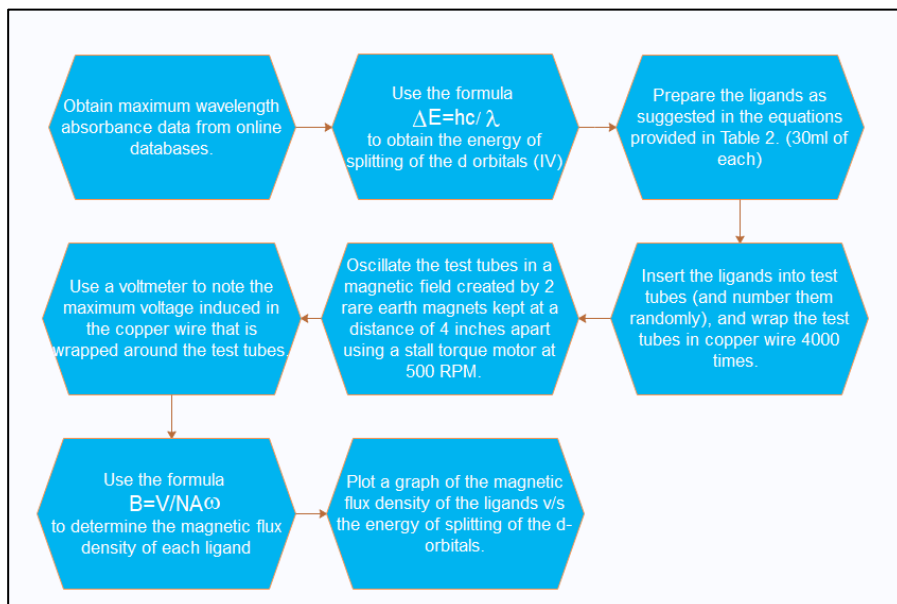 Obtain maximum wavelength
absorbance data from online
databases.
Use the formula
ΔE=hc/ λ
to obtain the energy of
splitting of the d orbitals (IV)
Prepare the ligands as
suggested in the equations
provided in Table 2. (30ml of
each)
Insert the ligands into test
tubes (and number them
randomly), and wrap the test
tubes in copper wire 4000
times.
Oscillate the test tubes in a
magnetic field created by 2
rare earth magnets kept at a
distance of 4 inches apart
using a stall torque motor at
500 RPM.
Use a voltmeter to note the
maximum voltage induced in
the copper wire that is
wrapped around the test tubes.
Use the formula
B=V/NAω
to determine the magnetic flux
density of each ligand
Plot a graph of the magnetic
flux density of the ligands v/s
the energy of splitting of the d-
orbitals.